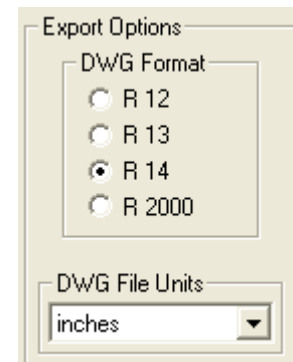 Export Options
DWG Format
R 12
R 13
R 14
R 2000
DWG File Units
inches